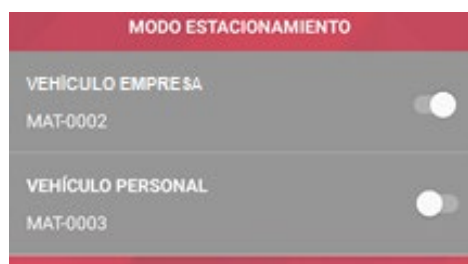 MODO ESTACIONAMIENTO
VEHÍCULO EMPRESA
MAT-0002
VEHÍCULO PERSONAL
MAT-0003